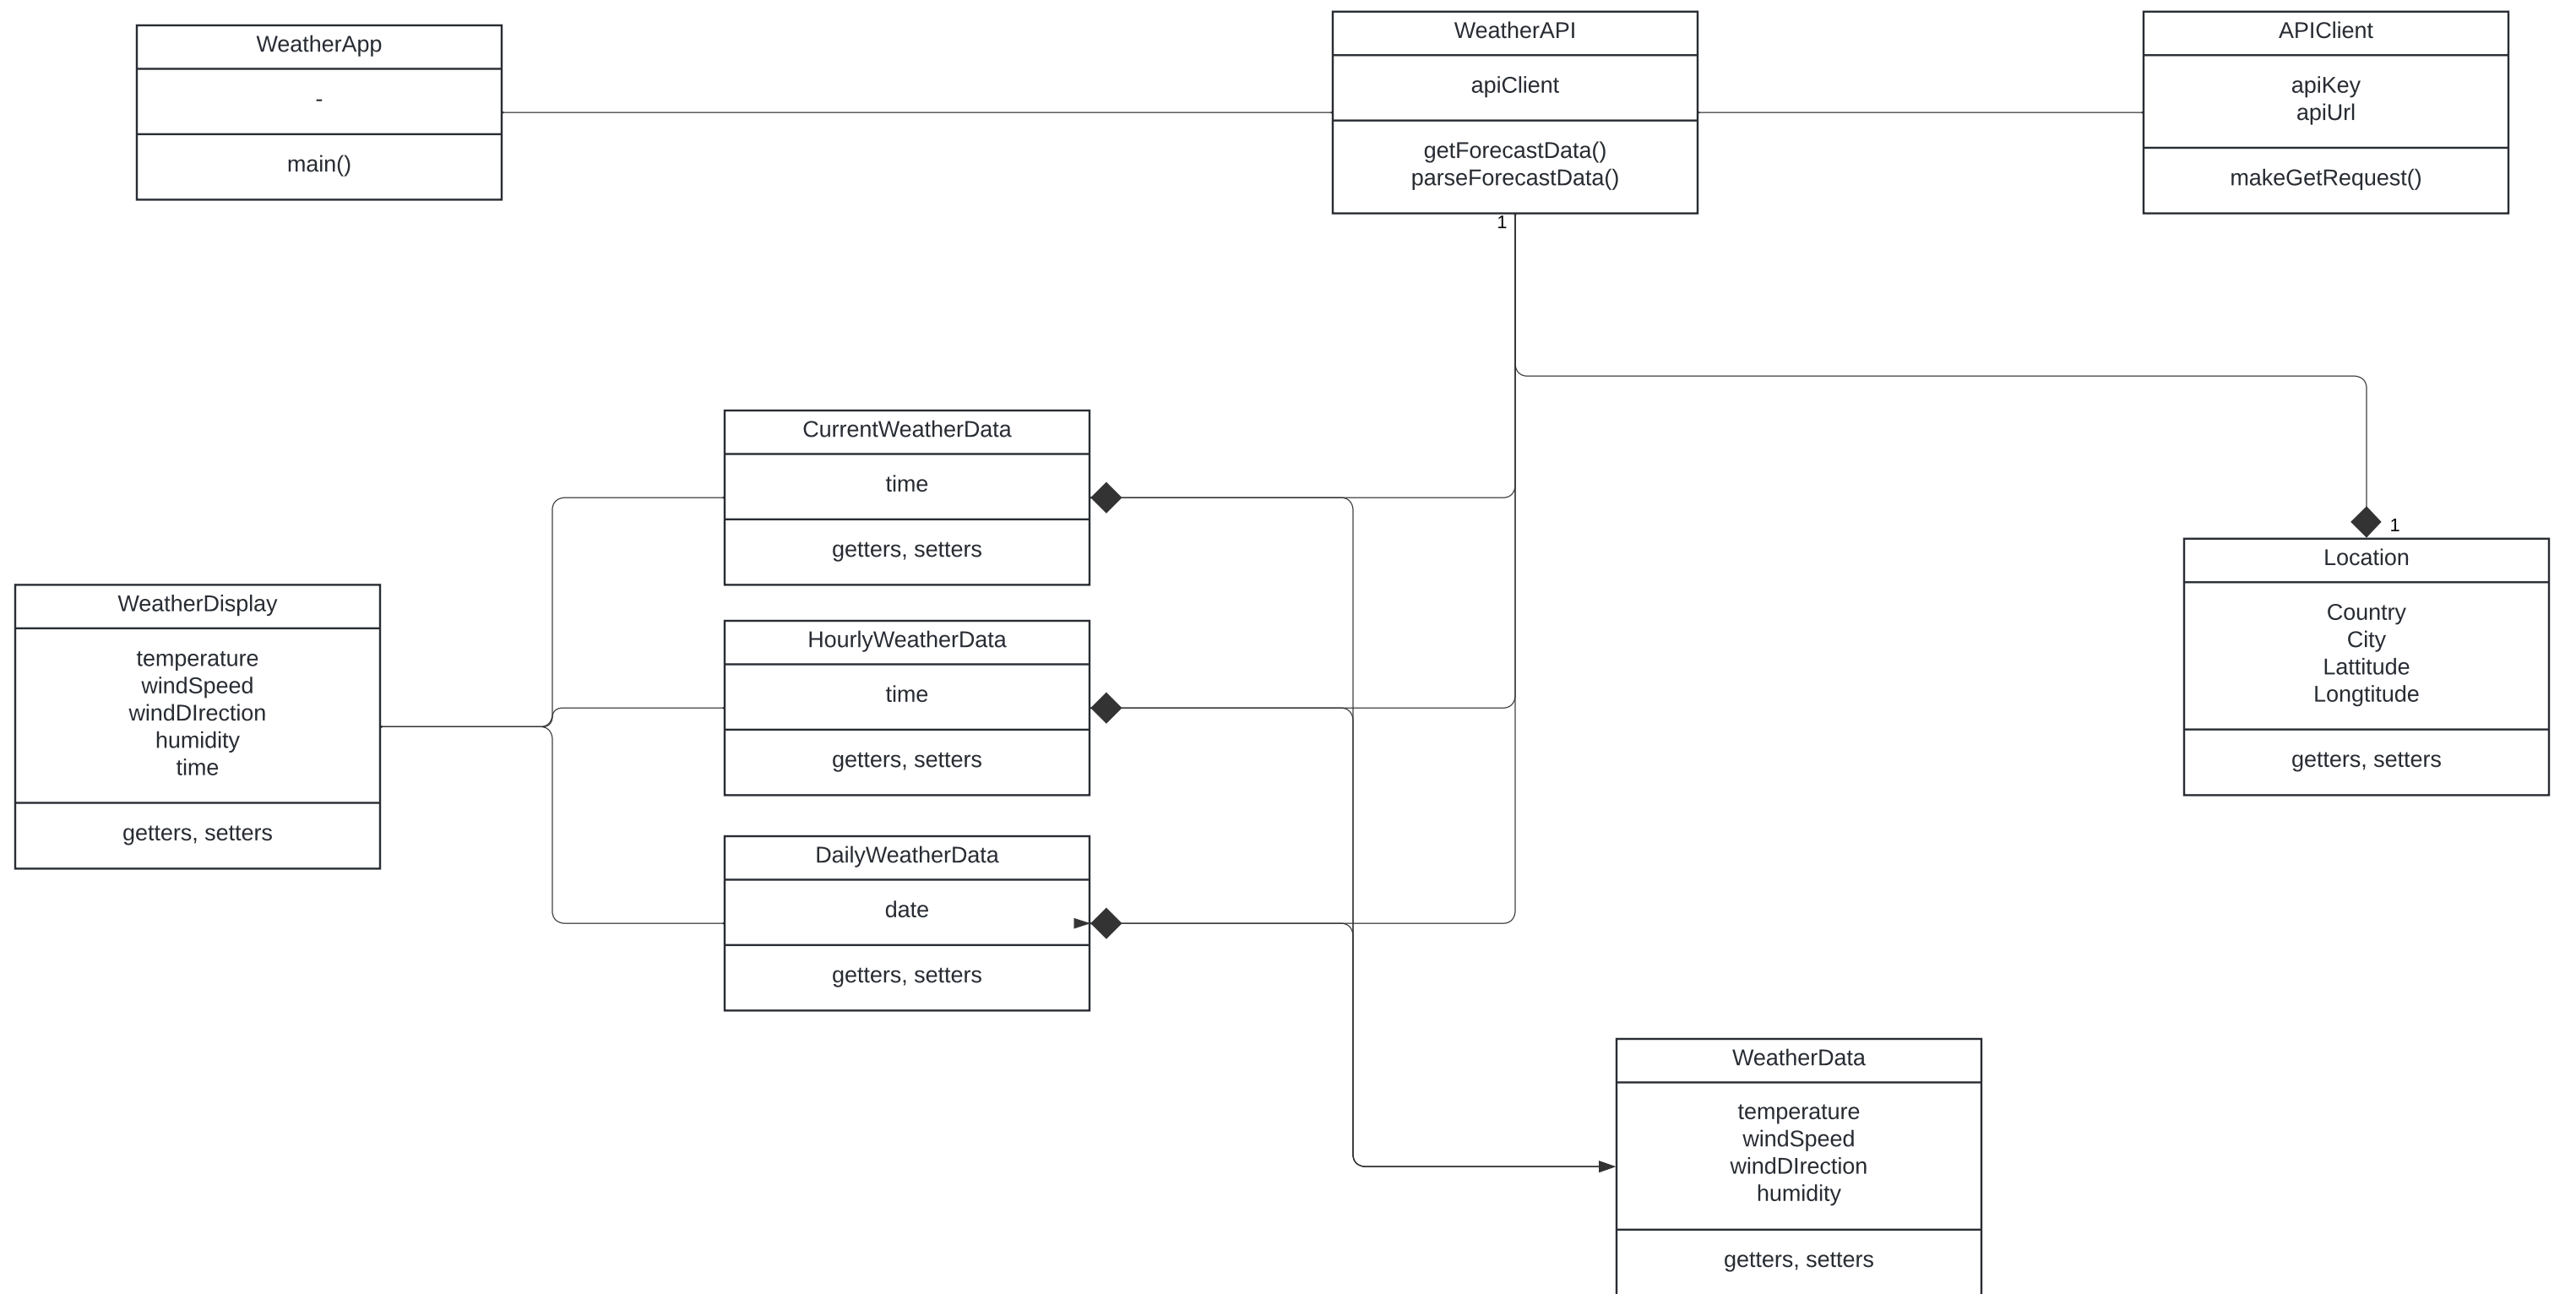 WeatherApp
-
main()
WeatherAPI
apiClient
getForecastData()
parseForecastData()
1
APIClient
apiKey
apiUrl
makeGetRequest()
CurrentWeatherData
time
getters, setters
WeatherDisplay
temperature
windSpeed
windDIrection
humidity
time
getters, setters
HourlyWeatherData
time
getters, setters
DailyWeatherData
date
getters, setters
1
Location
Country
City
Lattitude
Longtitude
getters, setters
WeatherData
temperature
windSpeed
windDIrection
humidity
getters, setters